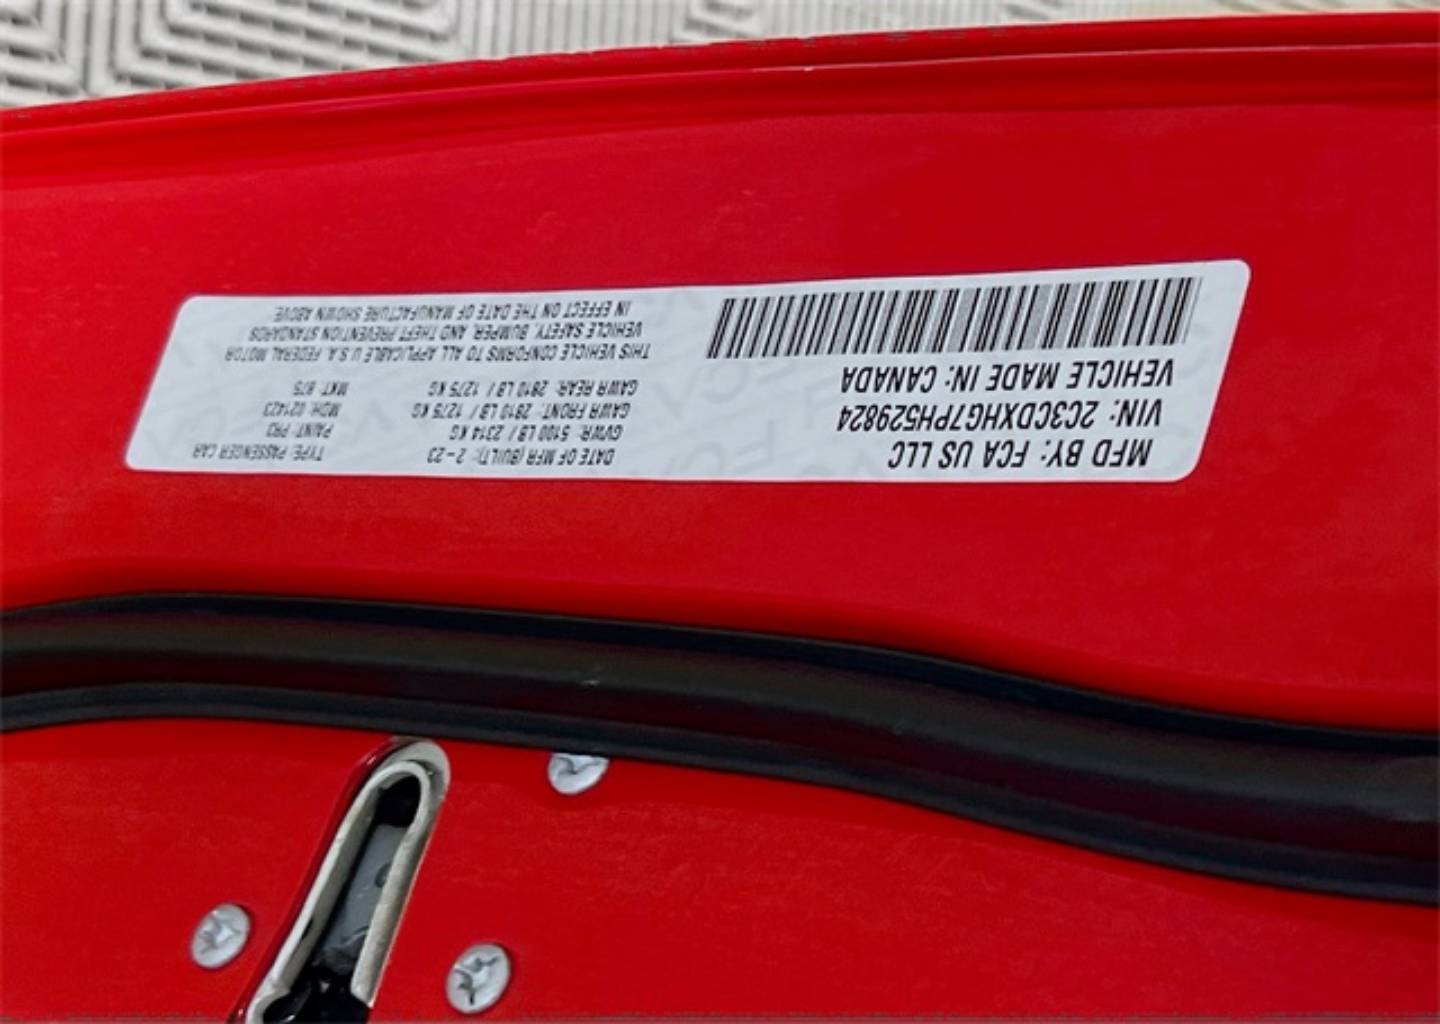 MFD BY: FCA US LLC
VIN: 2C3CDXHG7PH529824
VEHICLE MADE IN: CANADA
DATE OF MFR (BUILT): 2-23 TYPE: PASSENGER CAR
GVWR: 5100 LB / 2314 KG PAINT: PR3
GAWR FRONT: 2810 LB / 1275 KG MDH: 021423
GAWR REAR: 2810 LB / 1275 KG MKT: 875
THIS VEHICLE CONFORMS TO ALL APPLICABLE U.S.A. FEDERAL MOTOR
VEHICLE SAFETY, BUMPER, AND THEFT PREVENTION STANDARDS
IN EFFECT ON THE DATE OF MANUFACTURE SHOWN ABOVE.